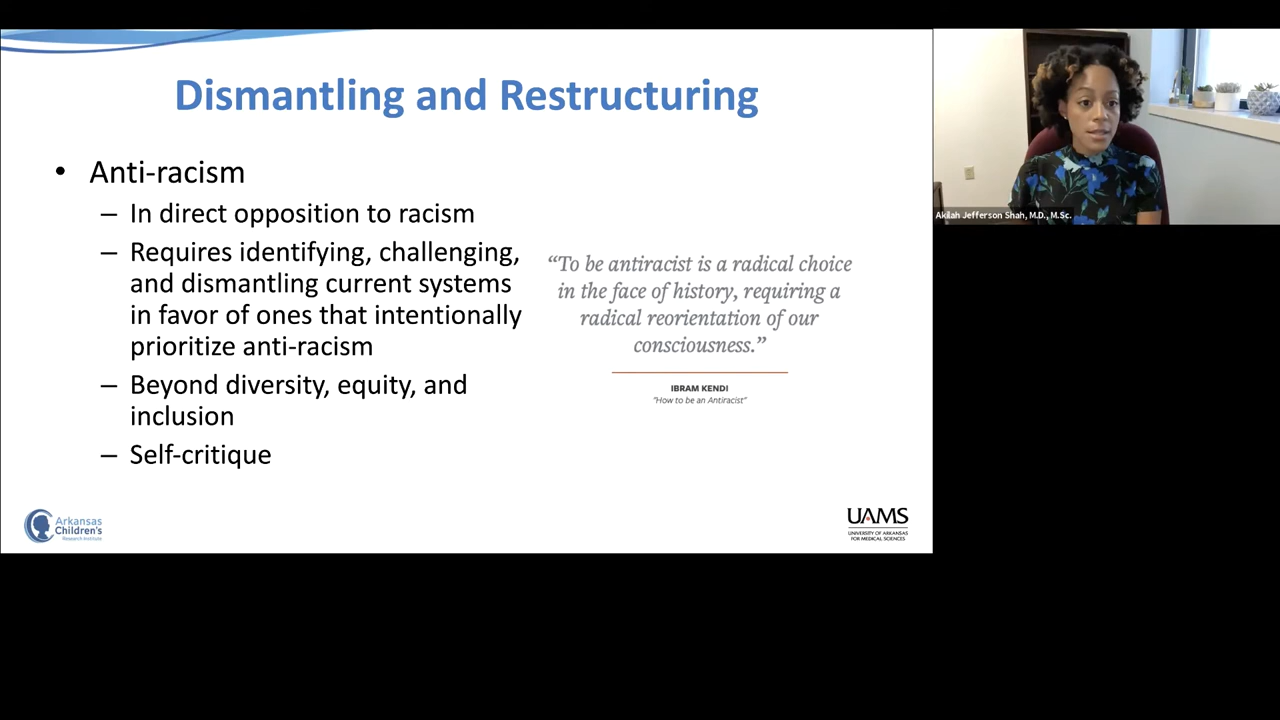 Dismantling and Restructuring
• Anti-racism
– In direct opposition to racism
– Requires identifying, challenging,
and dismantling current systems
in favor of ones that intentionally
prioritize anti-racism
– Beyond diversity, equity, and
inclusion
– Self-critique
“To be antiracist is a radical choice
in the face of history, requiring a
radical reorientation of our
consciousness.”
IBRAM KENDI
"How to be an Antiracist"
Arkansas
Children's
Research Institute
UAMS
UNIVERSITY OF ARKANSAS
FOR MEDICAL SCIENCES
Akilah Jefferson Shah, M.D., M.Sc.